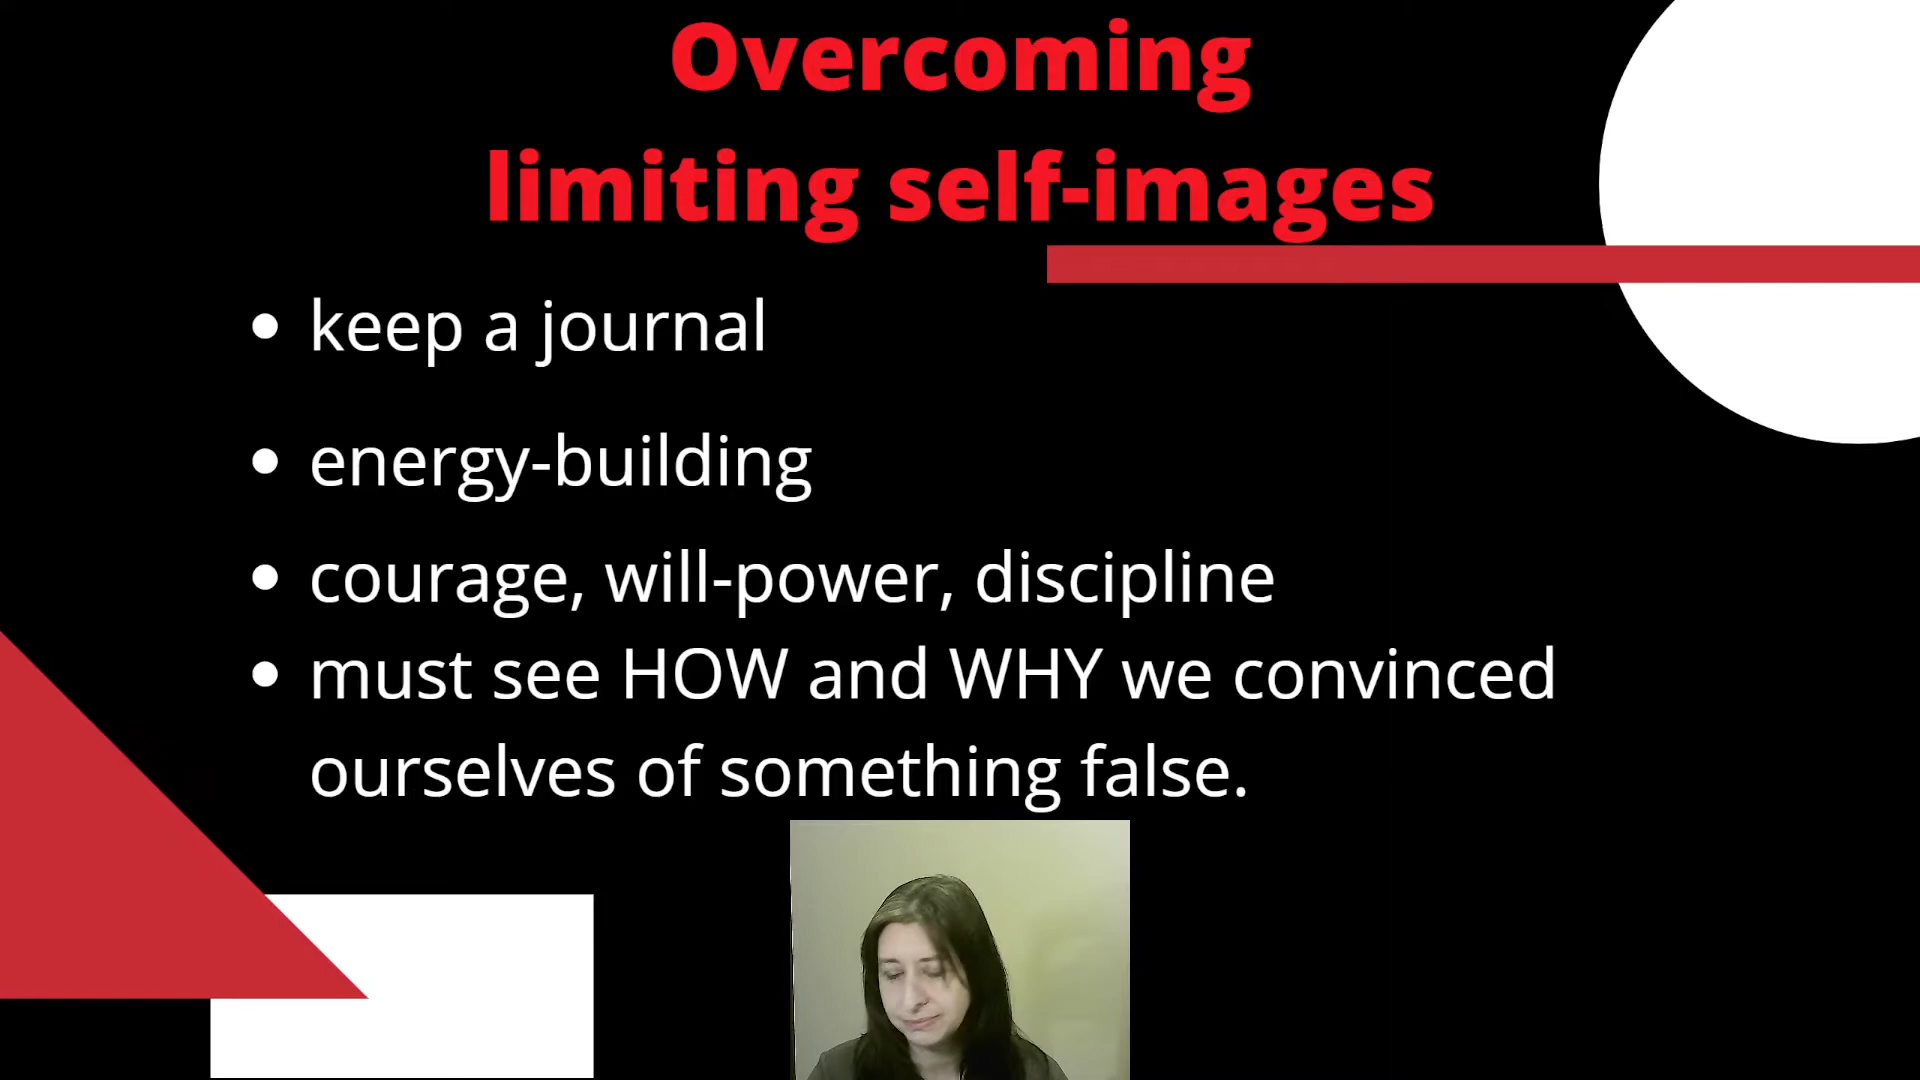 Overcoming
limiting self-images
• keep a journal
• energy-building
• courage, will-power, discipline
• must see HOW and WHY we convinced
ourselves of something false.